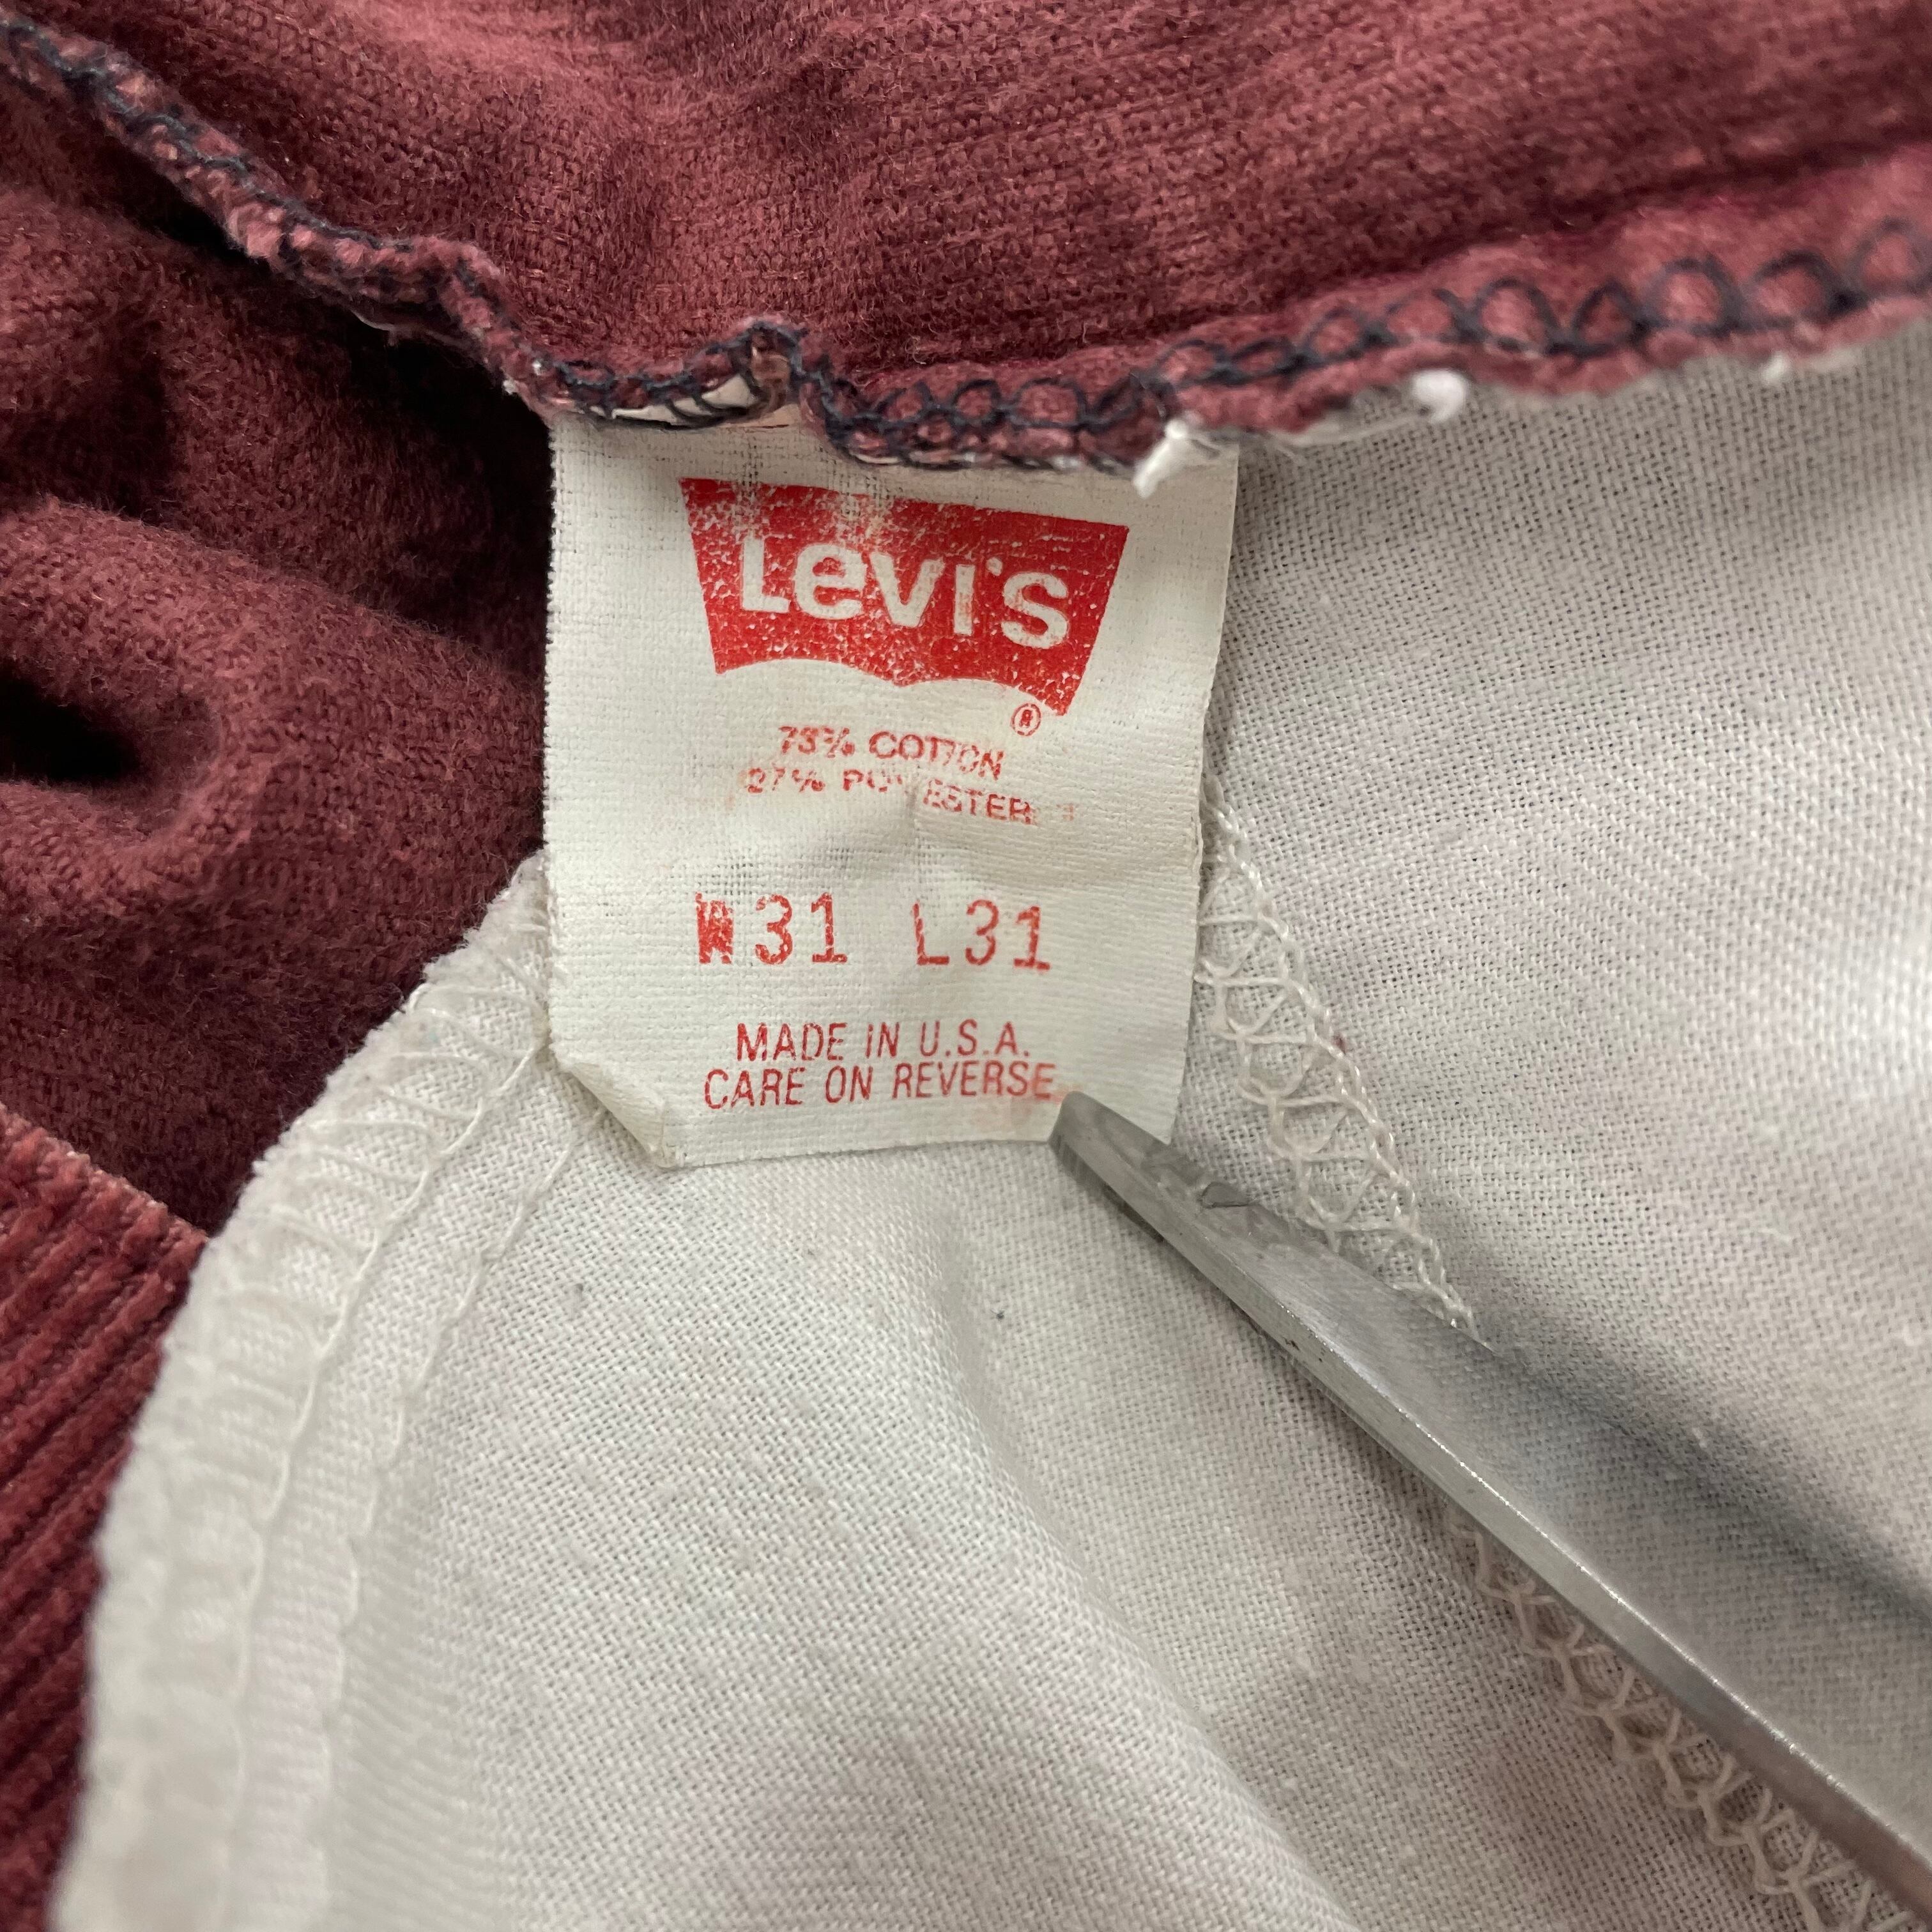 Levi's
®
73% COTTON
27% POLYESTER
W31 L31
MADE IN U.S.A.
CARE ON REVERSE